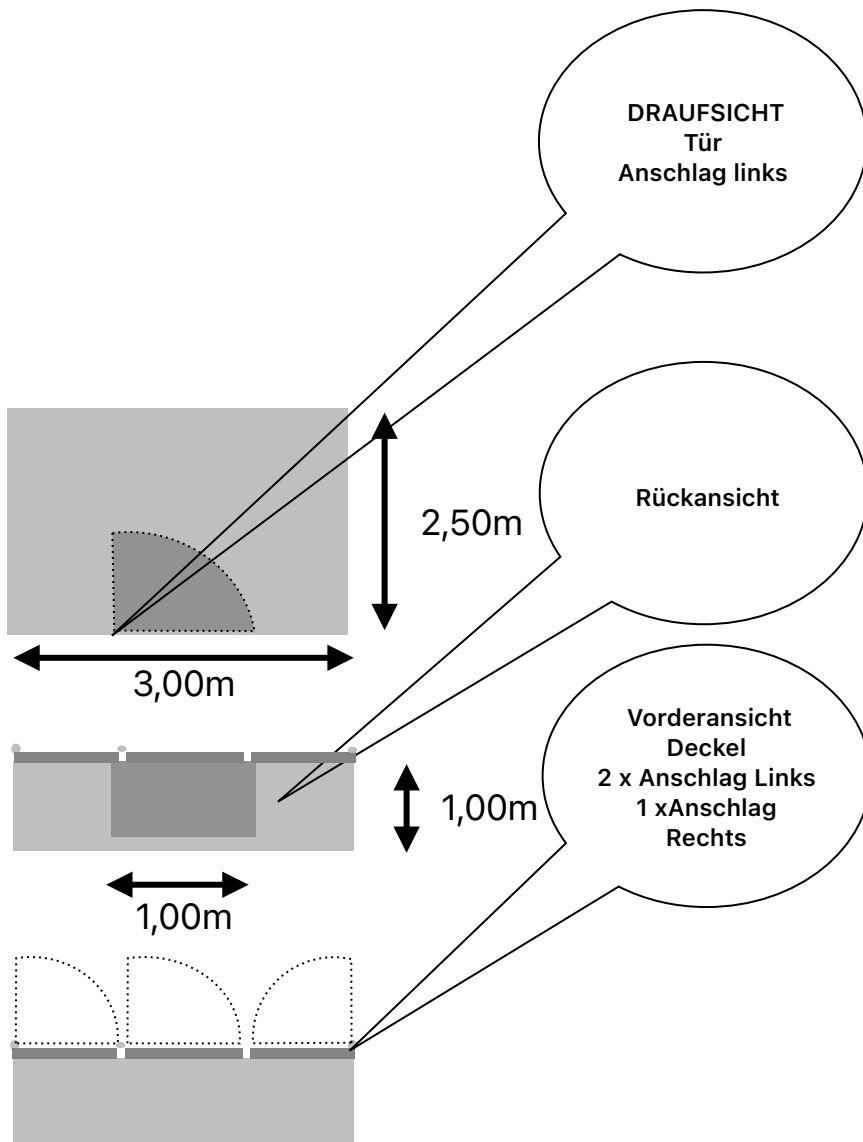 DRAUFSICHT
Tür
Anschlag links
2,50m
Rückansicht
3,00m
Vorderansicht
Deckel
2 x Anschlag Links
1 xAnschlag
Rechts
1,00m
1,00m